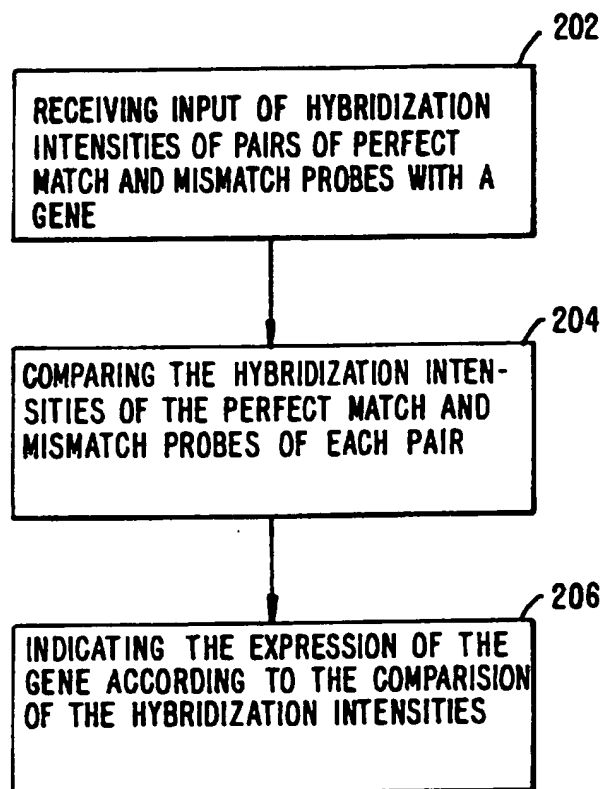 202
RECEIVING INPUT OF HYBRIDIZATION
INTENSITIES OF PAIRS OF PERFECT
MATCH AND MISMATCH PROBES WITH A
GENE
204
COMPARING THE HYBRIDIZATION INTEN-
SITIES OF THE PERFECT MATCH AND
MISMATCH PROBES OF EACH PAIR
206
INDICATING THE EXPRESSION OF THE
GENE ACCORDING TO THE COMPARISION
OF THE HYBRIDIZATION INTENSITIES